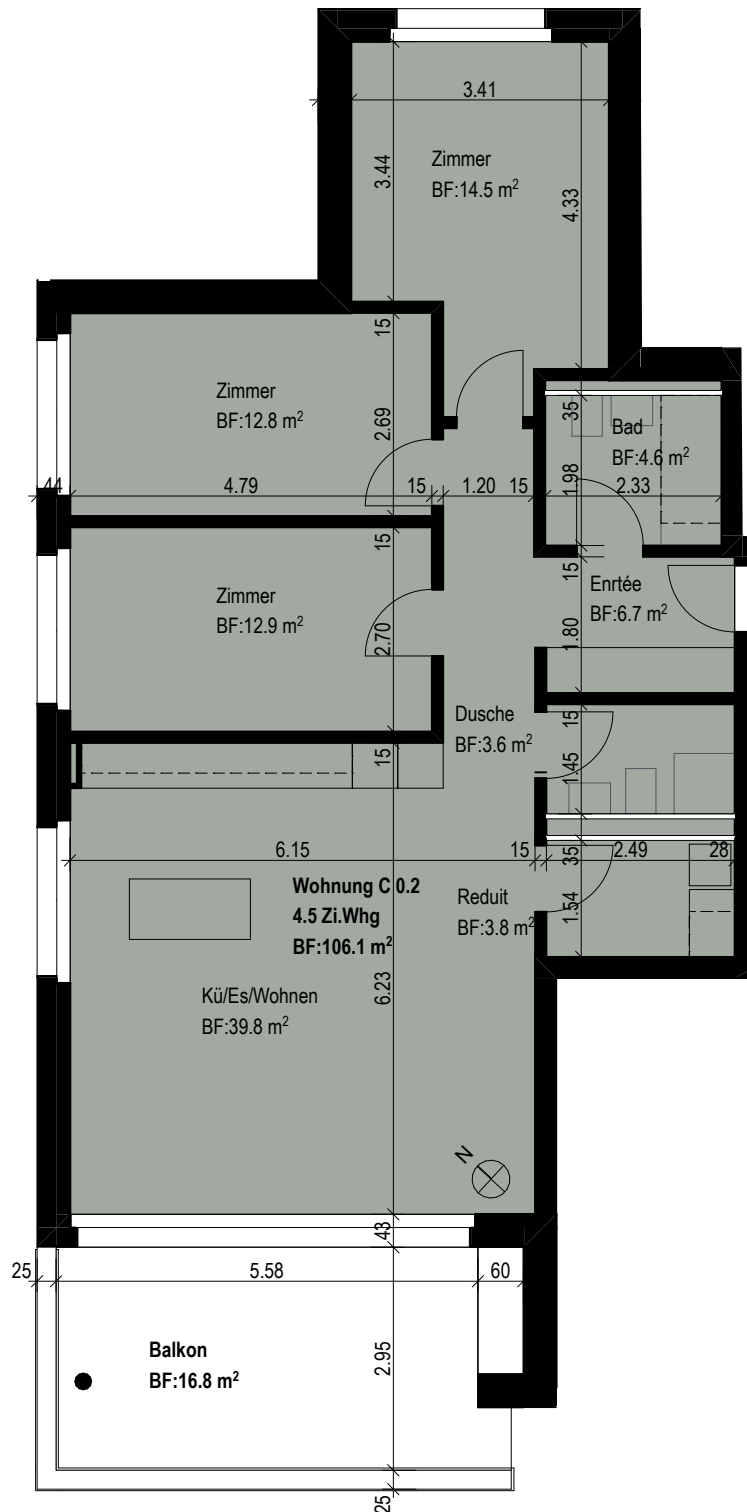 3.41
Zimmer
BF:14.5 m²
3.44
4.33
15
Zimmer
BF:12.8 m²
2.69
35
Bad
BF:4.6 m²
1.98
44
4.79
15
1.20
15
2.33
15
Zimmer
BF:12.9 m²
2.70
15
Enrtée
BF:6.7 m²
1.80
Dusche
BF:3.6 m²
15
15
1.45
6.15
15
35
2.49
28
Wohnung C 0.2
4.5 Zi.Whg
BF:106.1 m²
Reduit
BF:3.8 m²
1.54
6.23
Kü/Es/Wohnen
BF:39.8 m²
N
43
25
5.58
60
Balkon
BF:16.8 m²
2.95
25